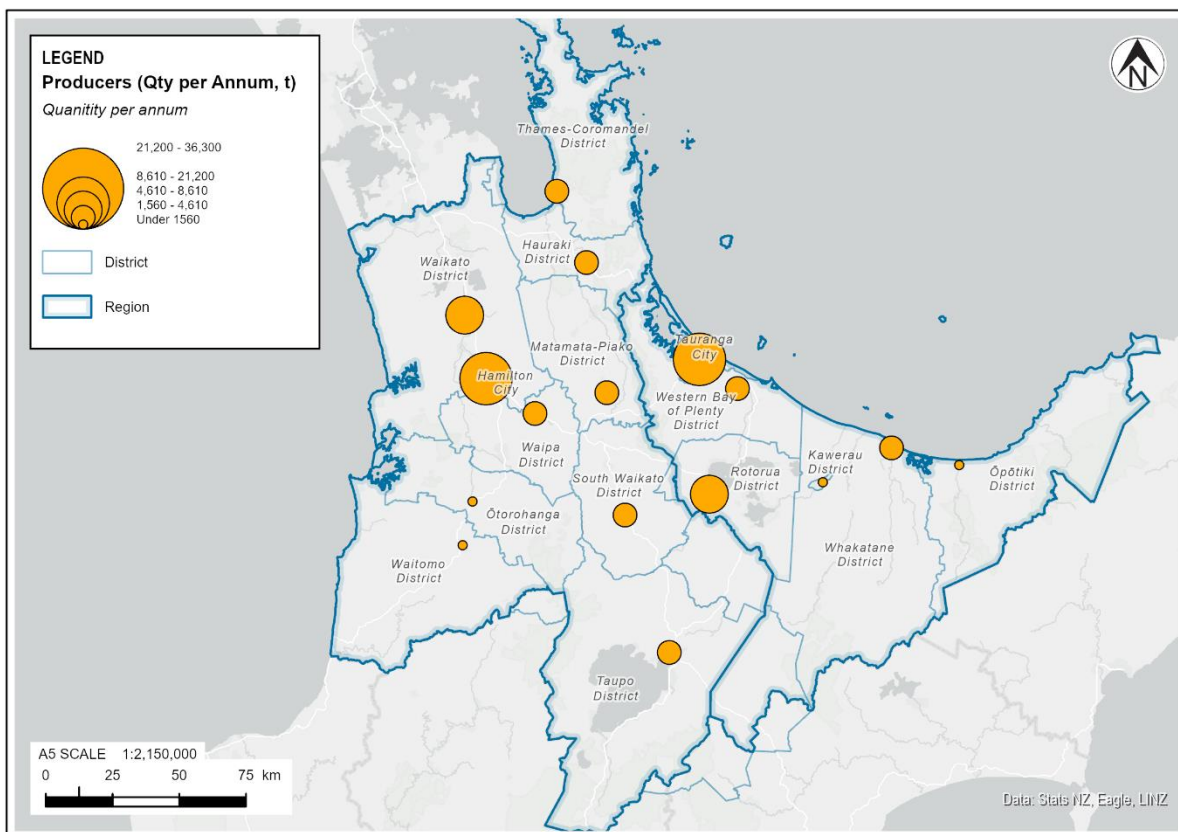 LEGEND
Producers (Qty per Annum, t)
Quanitity per annum
21,200 - 36,300
8,610 - 21,200
4,610 - 8,610
1,560 - 4,610
Under 1560
District
Region
N
Thames-Coromandel
District
Hauraki
District
Waikato
District
Matamata-Piako
District
Tauranga
City
Hamilton
City
Western Bay
of Plenty
District
Waipa
District
Rotorua
District
Kawerau
District
Ōpōtiki
District
South Waikato
District
Ōtorohanga
District
Whakatane
District
Waitomo
District
Taupo
District
A5 SCALE 1:2,150,000
0 25 50 75 km
Data: Stats NZ, Eagle, LINZ